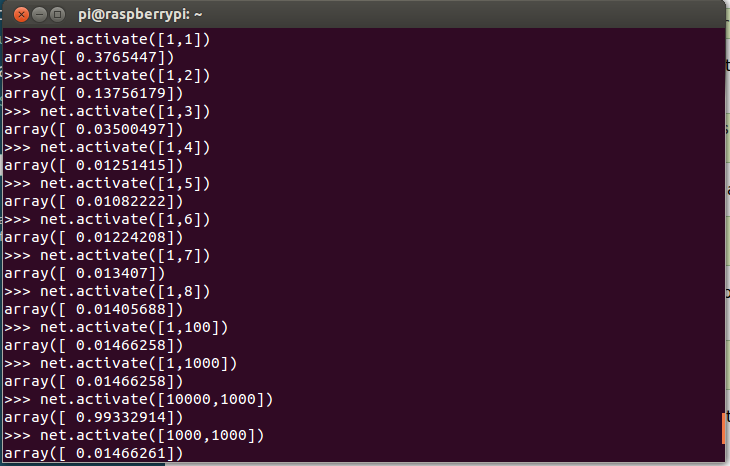 pi@raspberrypi: ~
>>> net.activate([1,1])
array([ 0.3765447])
>>> net.activate([1,2])
array([ 0.13756179])
>>> net.activate([1,3])
array([ 0.03500497])
>>> net.activate([1,4])
array([ 0.01251415])
>>> net.activate([1,5])
array([ 0.01082222])
>>> net.activate([1,6])
array([ 0.01224208])
>>> net.activate([1,7])
array([ 0.013407])
>>> net.activate([1,8])
array([ 0.01405688])
>>> net.activate([1,100])
array([ 0.01466258])
>>> net.activate([1,1000])
array([ 0.01466258])
>>> net.activate([10000,1000])
array([ 0.99332914])
>>> net.activate([1000,1000])
array([ 0.01466261])